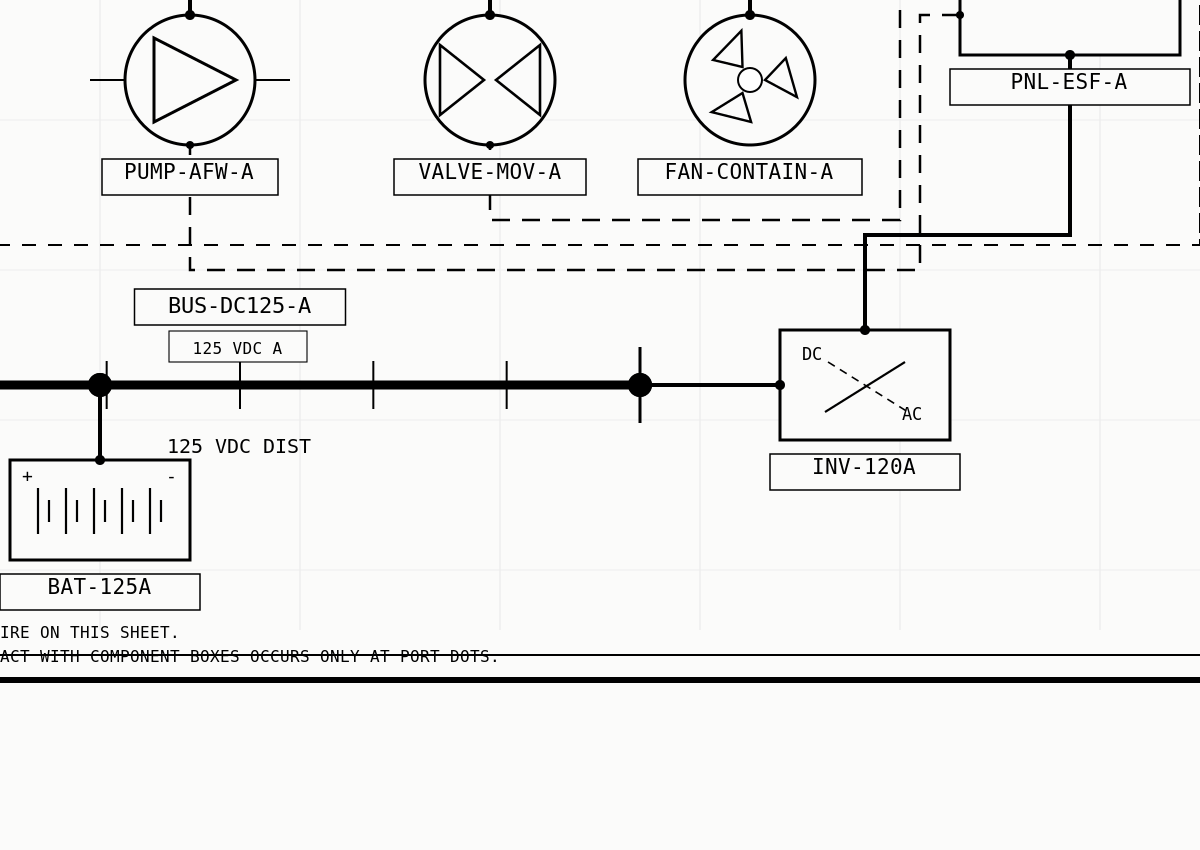 PNL-ESF-A
PUMP-AFW-A
VALVE-MOV-A
FAN-CONTAIN-A
BUS-DC125-A
125 VDC A
DC
AC
125 VDC DIST
INV-120A
+ -
BAT-125A
IRE ON THIS SHEET.
ACT WITH COMPONENT BOXES OCCURS ONLY AT PORT DOTS.